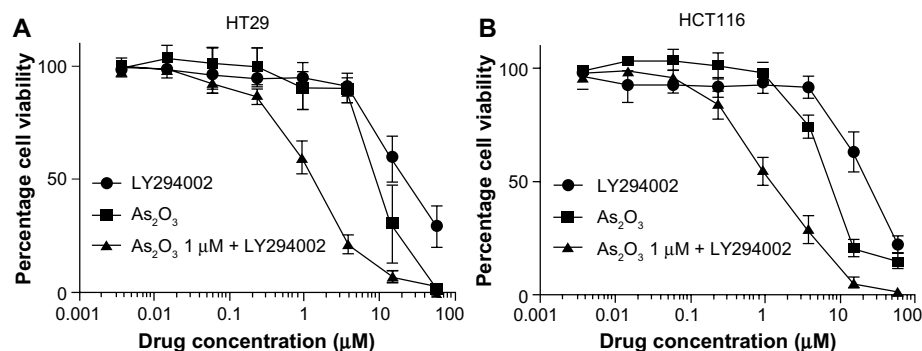 A
HT29
Percentage cell viability
100
50
0
LY294002
As₂O₃
As₂O₃ 1 μM + LY294002
0.001 0.01 0.1 1 10 100
Drug concentration (μM)
B
HCT116
Percentage cell viability
100
50
0
LY294002
As₂O₃
As₂O₃ 1 μM + LY294002
0.001 0.01 0.1 1 10 100
Drug concentration (μM)